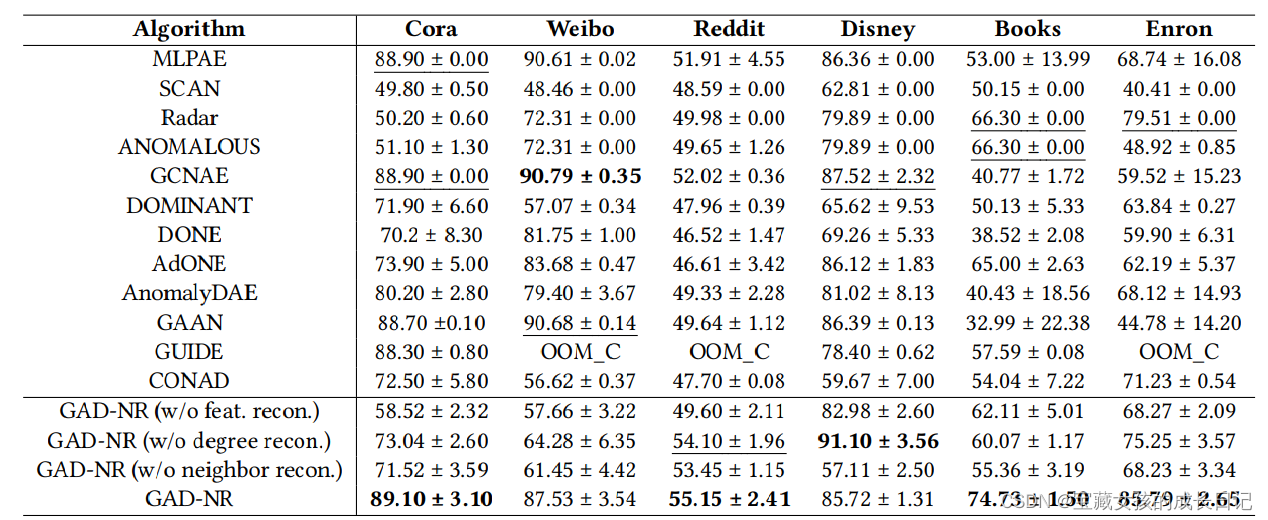 Algorithm Cora Weibo Reddit Disney Books Enron
MLPAE 88.90 ± 0.00 90.61 ± 0.02 51.91 ± 4.55 86.36 ± 0.00 53.00 ± 13.99 68.74 ± 16.08
SCAN 49.80 ± 0.50 48.46 ± 0.00 48.59 ± 0.00 62.81 ± 0.00 50.15 ± 0.00 40.41 ± 0.00
Radar 50.20 ± 0.60 72.31 ± 0.00 49.98 ± 0.00 79.89 ± 0.00 66.30 ± 0.00 79.51 ± 0.00
ANOMALOUS 51.10 ± 1.30 72.31 ± 0.00 49.65 ± 1.26 79.89 ± 0.00 66.30 ± 0.00 48.92 ± 0.85
GCNAE 88.90 ± 0.00 90.79 ± 0.35 52.02 ± 0.36 87.52 ± 2.32 40.77 ± 1.72 59.52 ± 15.23
DOMINANT 71.90 ± 6.60 57.07 ± 0.34 47.96 ± 0.39 65.62 ± 9.53 50.13 ± 5.33 63.84 ± 0.27
DONE 70.2 ± 8.30 81.75 ± 1.00 46.52 ± 1.47 69.26 ± 5.33 38.52 ± 2.08 59.90 ± 6.31
AdONE 73.90 ± 5.00 83.68 ± 0.47 46.61 ± 3.42 86.12 ± 1.83 65.00 ± 2.63 62.19 ± 5.37
AnomalyDAE 80.20 ± 2.80 79.40 ± 3.67 49.33 ± 2.28 81.02 ± 8.13 40.43 ± 18.56 68.12 ± 14.93
GAAN 88.70 ±0.10 90.68 ± 0.14 49.64 ± 1.12 86.39 ± 0.13 32.99 ± 22.38 44.78 ± 14.20
GUIDE 88.30 ± 0.80 OOM_C OOM_C 78.40 ± 0.62 57.59 ± 0.08 OOM_C
CONAD 72.50 ± 5.80 56.62 ± 0.37 47.70 ± 0.08 59.67 ± 7.00 54.04 ± 7.22 71.23 ± 0.54
GAD-NR (w/o feat. recon.) 58.52 ± 2.32 57.66 ± 3.22 49.60 ± 2.11 82.98 ± 2.60 62.11 ± 5.01 68.27 ± 2.09
GAD-NR (w/o degree recon.) 73.04 ± 2.60 64.28 ± 6.35 54.10 ± 1.96 91.10 ± 3.56 60.07 ± 1.17 75.25 ± 3.57
GAD-NR (w/o neighbor recon.) 71.52 ± 3.59 61.45 ± 4.42 53.45 ± 1.15 57.11 ± 2.50 55.36 ± 3.19 68.23 ± 3.34
GAD-NR 89.10 ± 3.10 87.53 ± 3.54 55.15 ± 2.41 85.72 ± 1.31